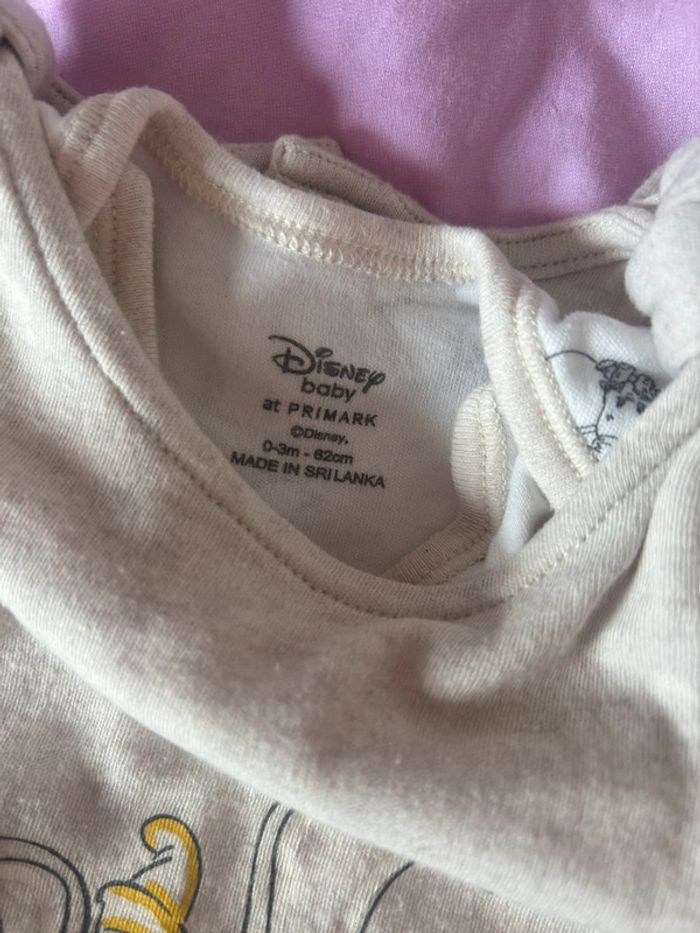 Disney
baby
at PRIMARK
©Disney,
0-3m - 62cm
MADE IN SRI LANKA